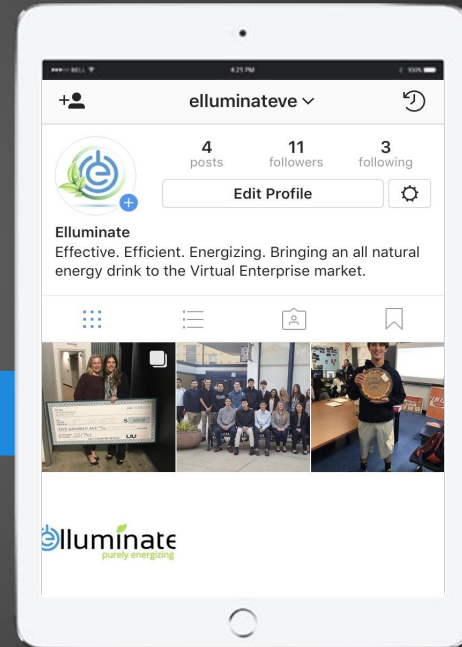 BELL
4:21 PM
100%
elluminateve
4
posts
11
followers
3
following
Edit Profile
Elluminate
Effective. Efficient. Energizing. Bringing an all natural
energy drink to the Virtual Enterprise market.
LIU
elluminate
purely energizing